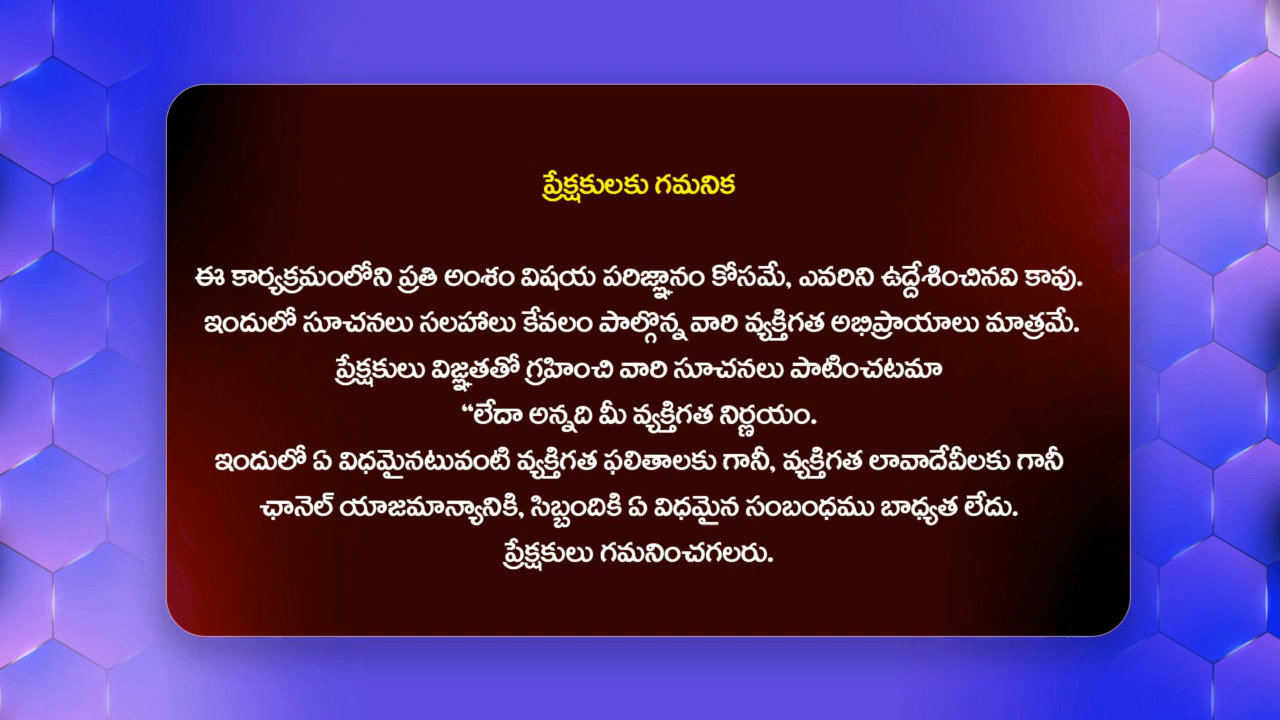 ప్రేక్షకులకు గమనిక
ఈ కార్యక్రమంలోని ప్రతి అంశం విషయ పరిజ్ఞానం కోసమే, ఎవరిని ఉద్దేశించినవి కావు.
ఇందులో సూచనలు సలహాలు కేవలం పాల్గొన్న వారి వ్యక్తిగత అభిప్రాయాలు మాత్రమే.
ప్రేక్షకులు విజ్ఞతతో గ్రహించి వారి సూచనలు పాటించటమా
“లేదా అన్నది మీ వ్యక్తిగత నిర్ణయం.
ఇందులో ఏ విధమైనటువంటి వ్యక్తిగత ఫలితాలకు గానీ, వ్యక్తిగత లావాదేవీలకు గానీ
ఛానెల్ యాజమాన్యానికి, సిబ్బందికి ఏ విధమైన సంబంధము బాధ్యత లేదు.
ప్రేక్షకులు గమనించగలరు.